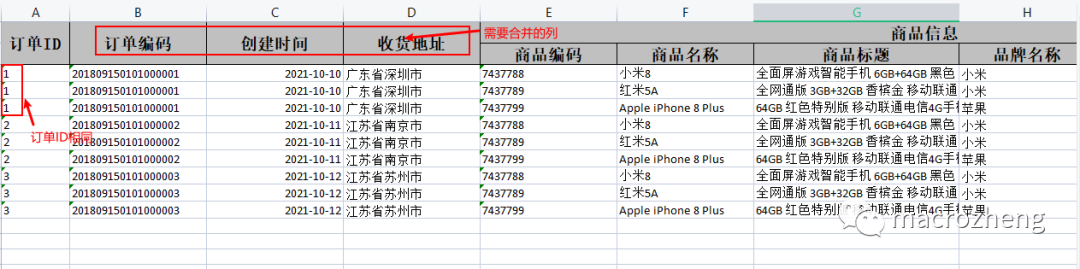 A B C D E F G H
订单ID 订单编码 创建时间 收货地址 需要合并的列 商品信息
商品编码 商品名称 商品标题 品牌名称
1 201809150101000001 2021-10-10 广东省深圳市 7437788 小米8 全面屏游戏智能手机 6GB+64GB 黑色 小米
1 201809150101000001 2021-10-10 广东省深圳市 7437789 红米5A 全网通版 3GB+32GB 香槟金 移动联通 小米
1 201809150101000001 2021-10-10 广东省深圳市 7437799 Apple iPhone 8 Plus 64GB 红色特别版 移动联通电信4G手机 苹果
2 201809150101000002 2021-10-11 江苏省南京市 7437788 小米8 全面屏游戏智能手机 6GB+64GB 黑色 小米
订单ID相同
2 201809150101000002 2021-10-11 江苏省南京市 7437789 红米5A 全网通版 3GB+32GB 香槟金 移动联通 小米
2 201809150101000002 2021-10-11 江苏省南京市 7437799 Apple iPhone 8 Plus 64GB 红色特别版 移动联通电信4G手机 苹果
3 201809150101000003 2021-10-12 江苏省苏州市 7437788 小米8 全面屏游戏智能手机 6GB+64GB 黑色 小米
3 201809150101000003 2021-10-12 江苏省苏州市 7437789 红米5A 全网通版 3GB+32GB 香槟金 移动联通 小米
3 201809150101000003 2021-10-12 江苏省苏州市 7437799 Apple iPhone 8 Plus 64GB 红色特别版 移动联通电信4G手机 苹果
macrozheng